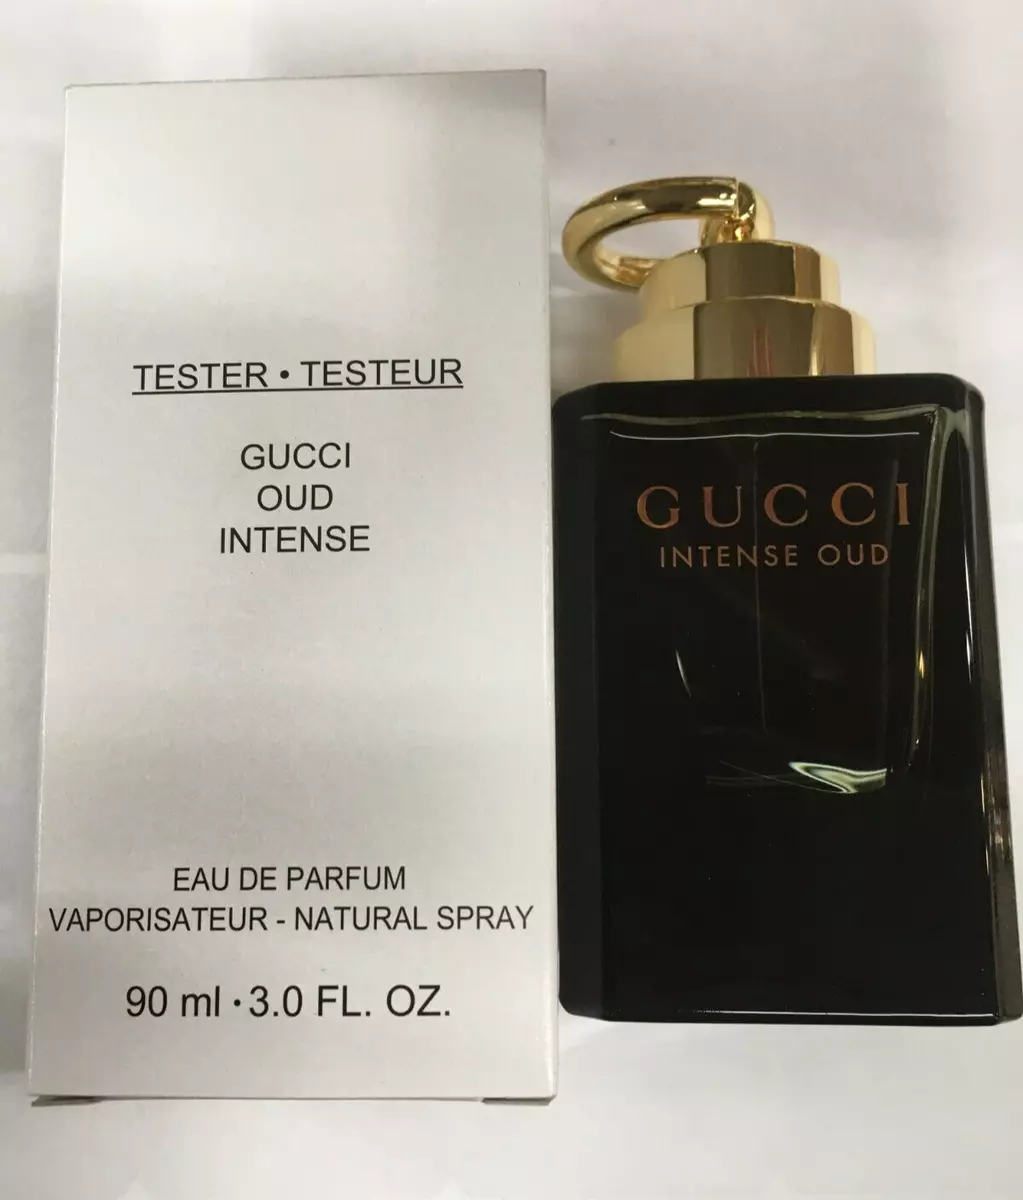 TESTER • TESTEUR
GUCCI
OUD
INTENSE
EAU DE PARFUM
VAPORISATEUR - NATURAL SPRAY
90 ml • 3.0 FL. OZ.
GUCCI
INTENSE OUD